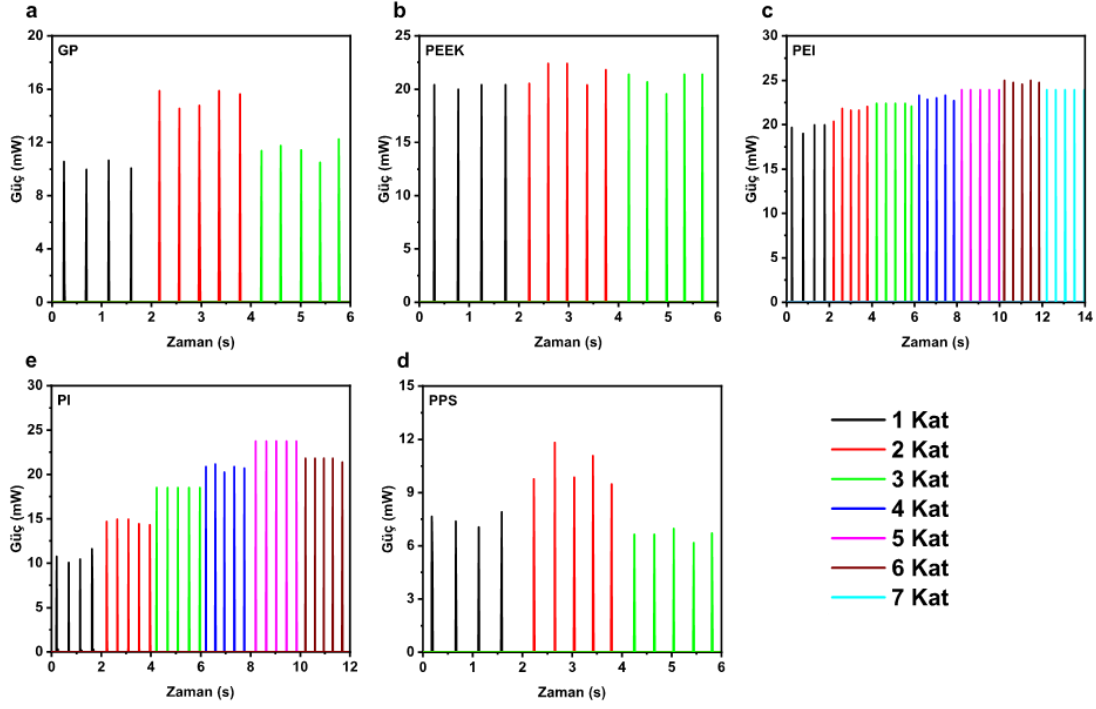 a
GP
20
16
12
8
4
0
Güç (mW)
0 1 2 3 4 5 6
Zaman (s)
b
PEEK
25
20
15
10
5
0
Güç (mW)
0 1 2 3 4 5 6
Zaman (s)
c
PEI
30
25
20
15
10
5
0
Güç (mW)
0 2 4 6 8 10 12 14
Zaman (s)
e
PI
30
25
20
15
10
5
0
Güç (mW)
0 2 4 6 8 10 12
Zaman (s)
d
PPS
15
12
9
6
3
0
Güç (mW)
0 1 2 3 4 5 6
Zaman (s)
1 Kat
2 Kat
3 Kat
4 Kat
5 Kat
6 Kat
7 Kat